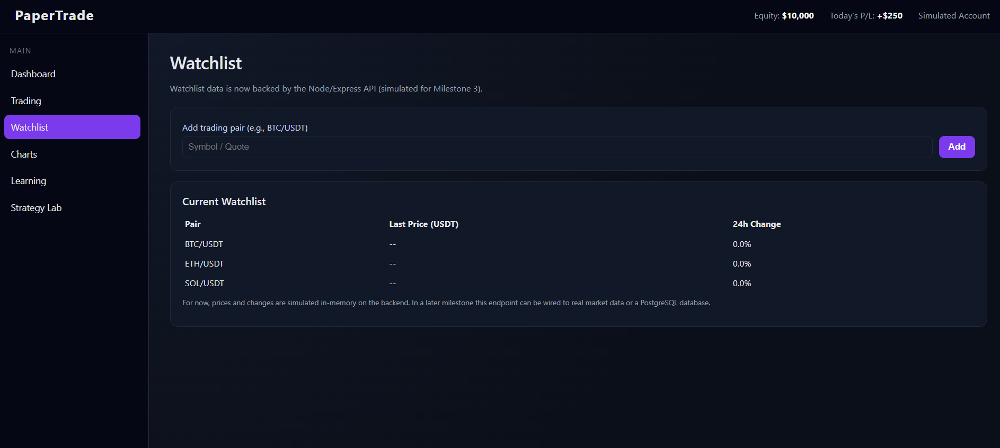 PaperTrade
Equity: $10,000 Today's P/L: +$250 Simulated Account
MAIN
Dashboard
Trading
Watchlist
Charts
Learning
Strategy Lab
Watchlist
Watchlist data is now backed by the Node/Express API (simulated for Milestone 3).
Add trading pair (e.g., BTC/USDT)
Symbol / Quote
Add
Current Watchlist
Pair Last Price (USDT) 24h Change
BTC/USDT -- 0.0%
ETH/USDT -- 0.0%
SOL/USDT -- 0.0%
For now, prices and changes are simulated in-memory on the backend. In a later milestone this endpoint can be wired to real market data or a PostgreSQL database.